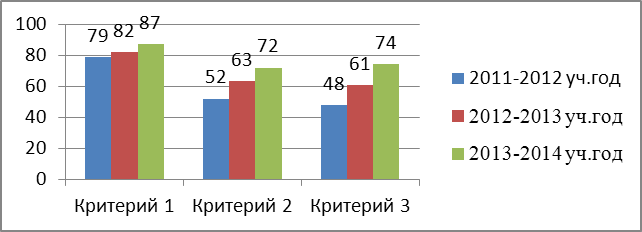 100
80
60
40
20
0
79 82 87
52 63 72
48 61 74
Критерий 1 Критерий 2 Критерий 3
2011-2012 уч.год
2012-2013 уч.год
2013-2014 уч.год